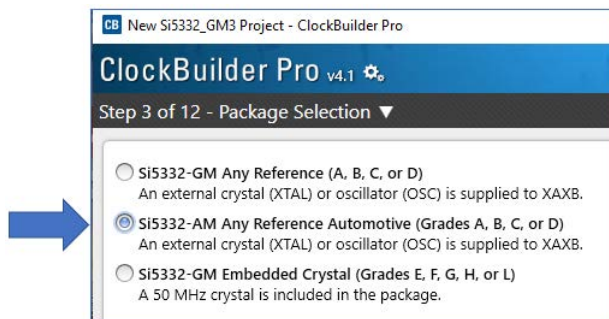 CB New Si5332_GM3 Project - ClockBuilder Pro
ClockBuilder Pro v4.1
Step 3 of 12 - Package Selection ▼
Si5332-GM Any Reference (A, B, C, or D)
An external crystal (XTAL) or oscillator (OSC) is supplied to XAXB.
Si5332-AM Any Reference Automotive (Grades A, B, C, or D)
An external crystal (XTAL) or oscillator (OSC) is supplied to XAXB.
Si5332-GM Embedded Crystal (Grades E, F, G, H, or L)
A 50 MHz crystal is included in the package.